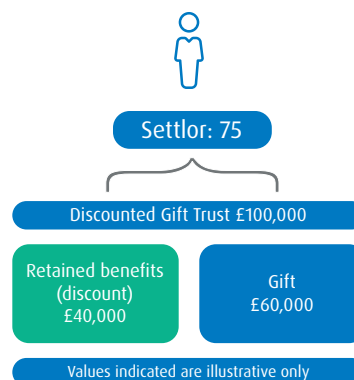 Settlor: 75
Discounted Gift Trust £100,000
Retained benefits
(discount)
£40,000
Gift
£60,000
Values indicated are illustrative only